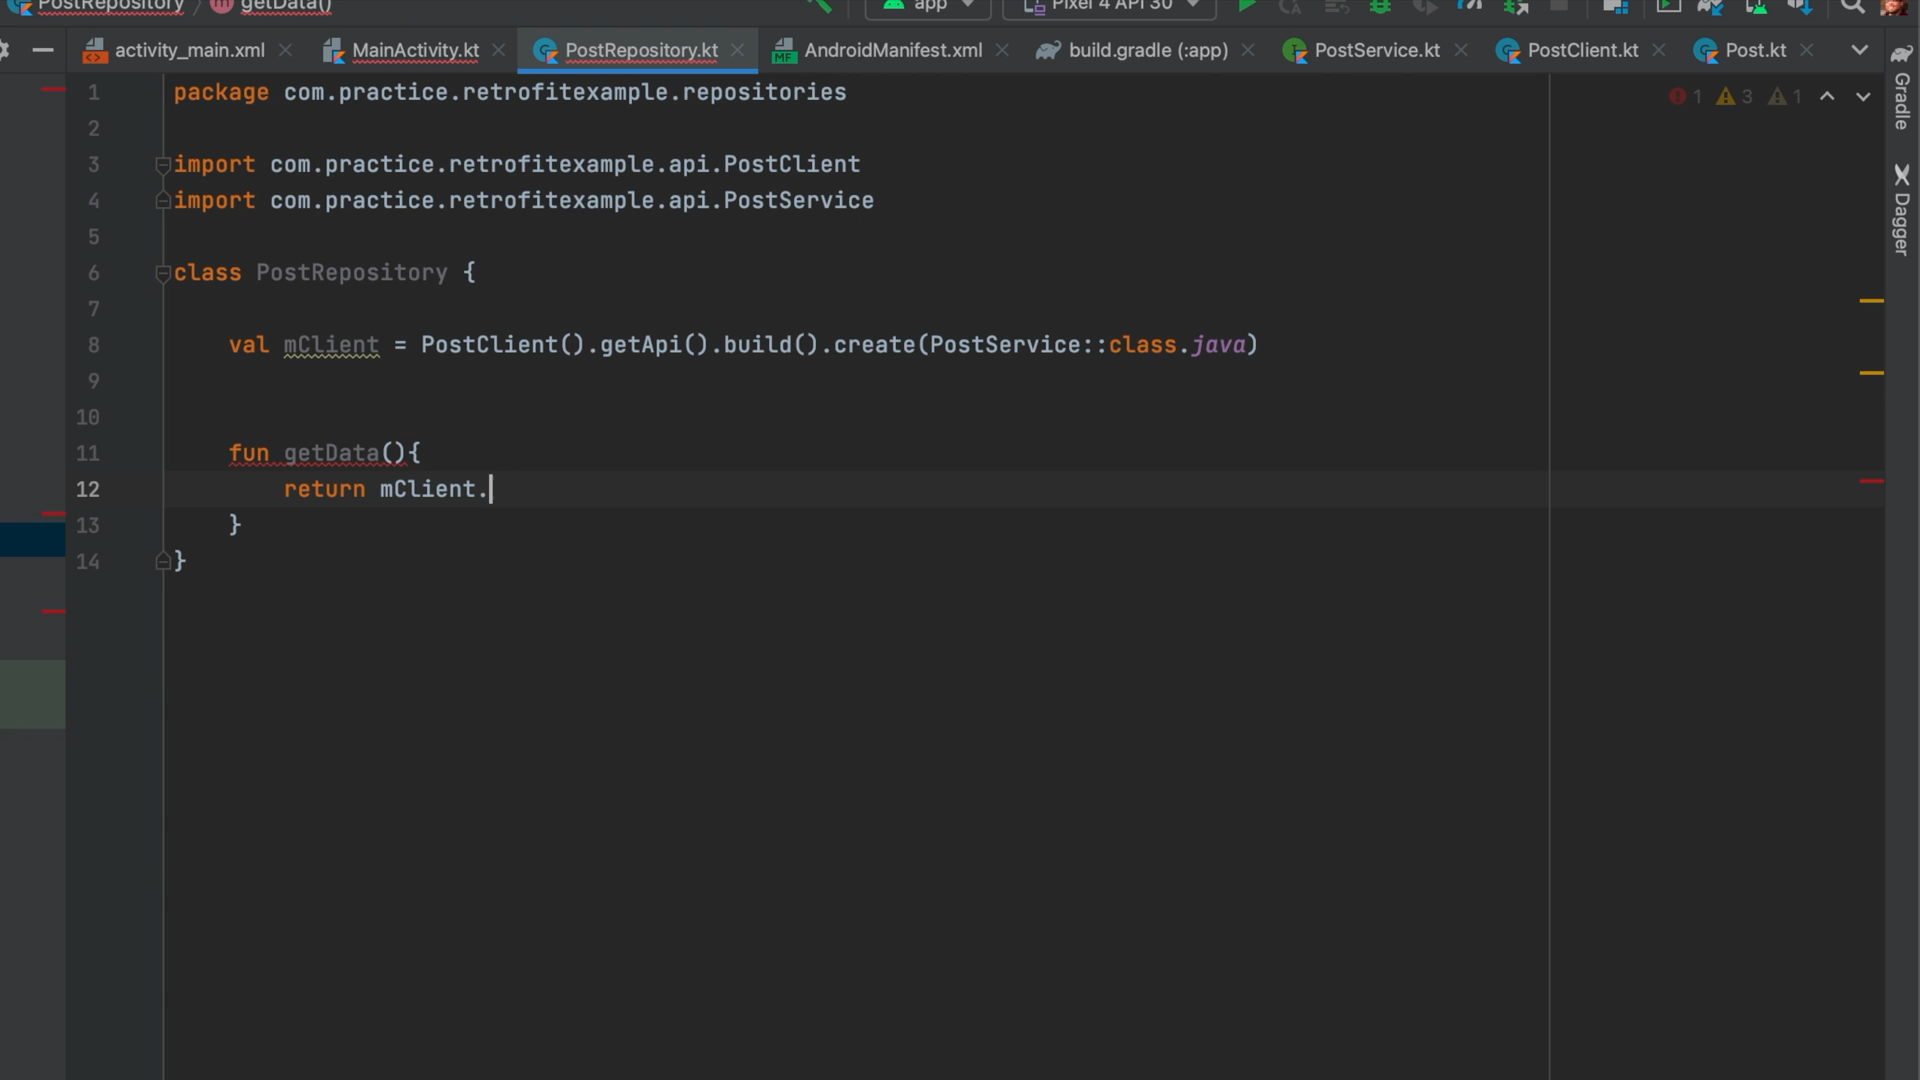 PostRepository > m getData()
app
Pixel 4 API 30
activity_main.xml
MainActivity.kt
PostRepository.kt
MF AndroidManifest.xml
build.gradle (:app)
PostService.kt
PostClient.kt
Post.kt
1 package com.practice.retrofitexample.repositories
1 3 1
2
3 import com.practice.retrofitexample.api.PostClient
4 import com.practice.retrofitexample.api.PostService
5
6 class PostRepository {
7
8 val mClient = PostClient().getApi().build().create(PostService::class.java)
9
10
11 fun getData(){
12 return mClient.
13 }
14 }
Gradle
Dagger